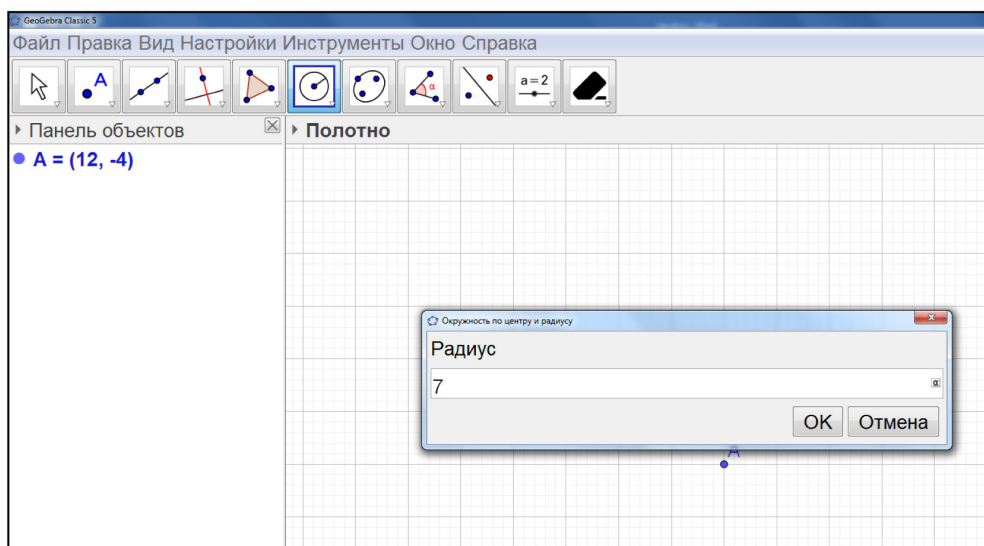 GeoGebra Classic 5
Файл Правка Вид Настройки Инструменты Окно Справка
A
α
a = 2
Панель объектов
Полотно
A = (12, -4)
Окружность по центру и радиусу
Радиус
7
α
OK Отмена
A